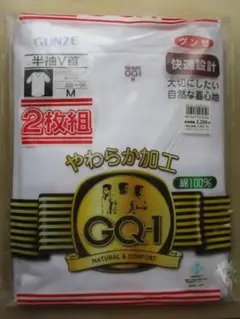 GUNZE
グンゼ
半袖V首
快適設計
大切にしたい
自然な着心地
M
2枚組
やわらか加工
綿100%
GQ-1
NATURAL & COMFORT